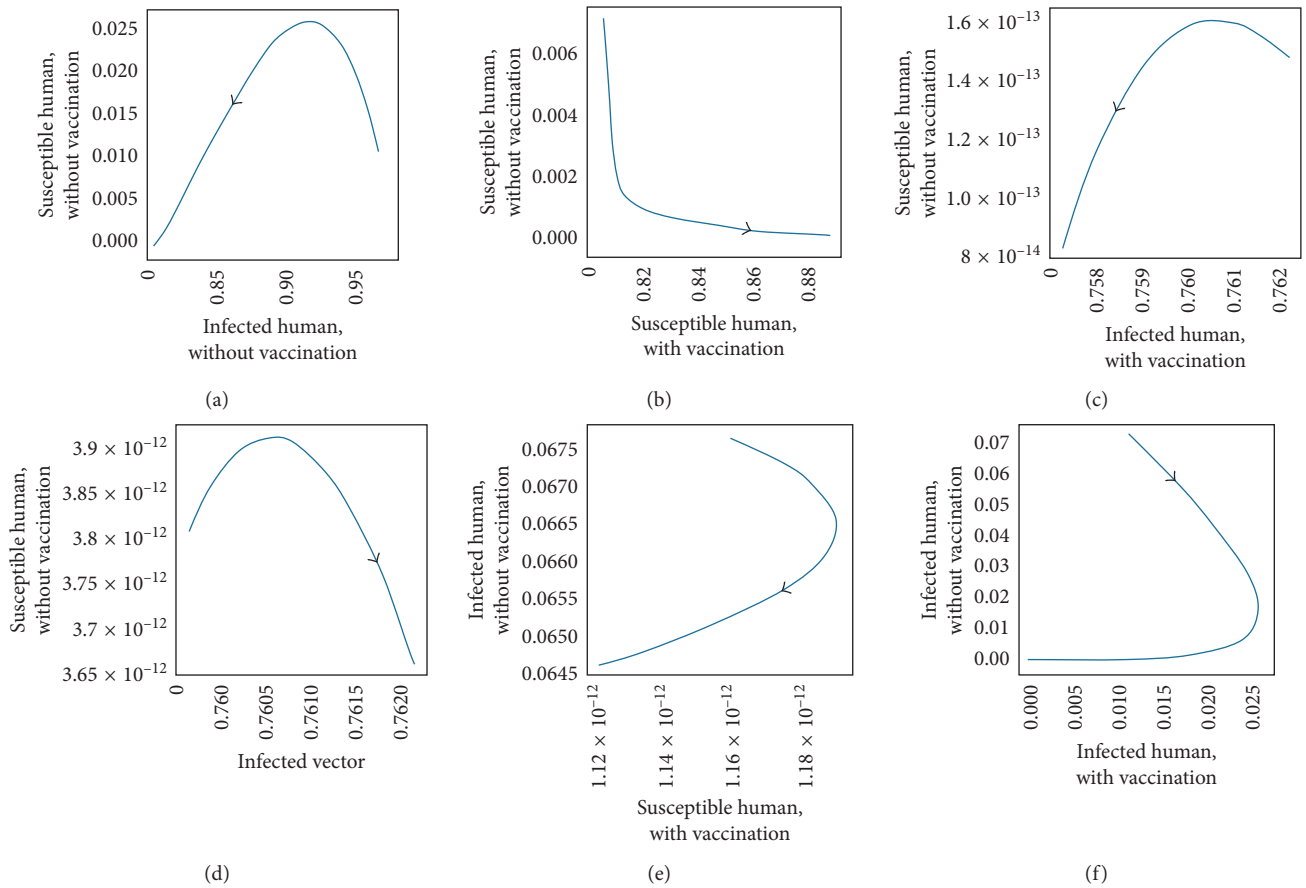 Susceptible human,
without vaccination
0.025
0.020
0.015
0.010
0.005
0.000
0
0.85
0.90
0.95
Infected human,
without vaccination
(a)
Susceptible human,
without vaccination
0.006
0.004
0.002
0.000
0
0.82
0.84
0.86
0.88
Susceptible human,
with vaccination
(b)
Susceptible human,
without vaccination
1.6 × 10⁻¹³
1.4 × 10⁻¹³
1.2 × 10⁻¹³
1.0 × 10⁻¹³
8 × 10⁻¹⁴
0
0.758
0.759
0.760
0.761
0.762
Infected human,
with vaccination
(c)
Susceptible human,
without vaccination
3.9 × 10⁻¹²
3.85 × 10⁻¹²
3.8 × 10⁻¹²
3.75 × 10⁻¹²
3.7 × 10⁻¹²
3.65 × 10⁻¹²
0
0.760
0.7605
0.7610
0.7615
0.7620
Infected vector
(d)
Infected human,
without vaccination
0.0675
0.0670
0.0665
0.0660
0.0655
0.0650
0.0645
1.12 × 10⁻¹²
1.14 × 10⁻¹²
1.16 × 10⁻¹²
1.18 × 10⁻¹²
Susceptible human,
with vaccination
(e)
Infected human,
without vaccination
0.07
0.06
0.05
0.04
0.03
0.02
0.01
0.00
0.000
0.005
0.010
0.015
0.020
0.025
Infected human,
with vaccination
(f)